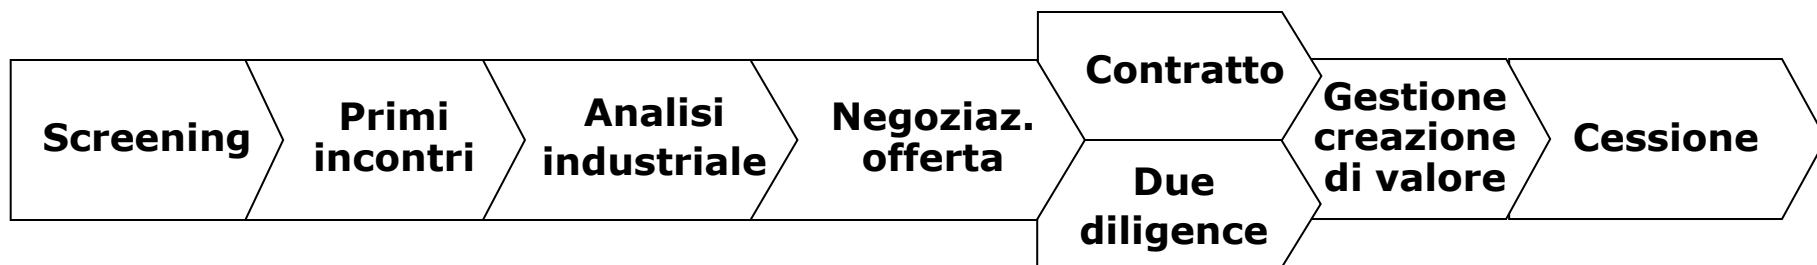 Screening
Primi
incontri
Analisi
industriale
Negoziaz.
offerta
Contratto
Due
diligence
Gestione
creazione
di valore
Cessione